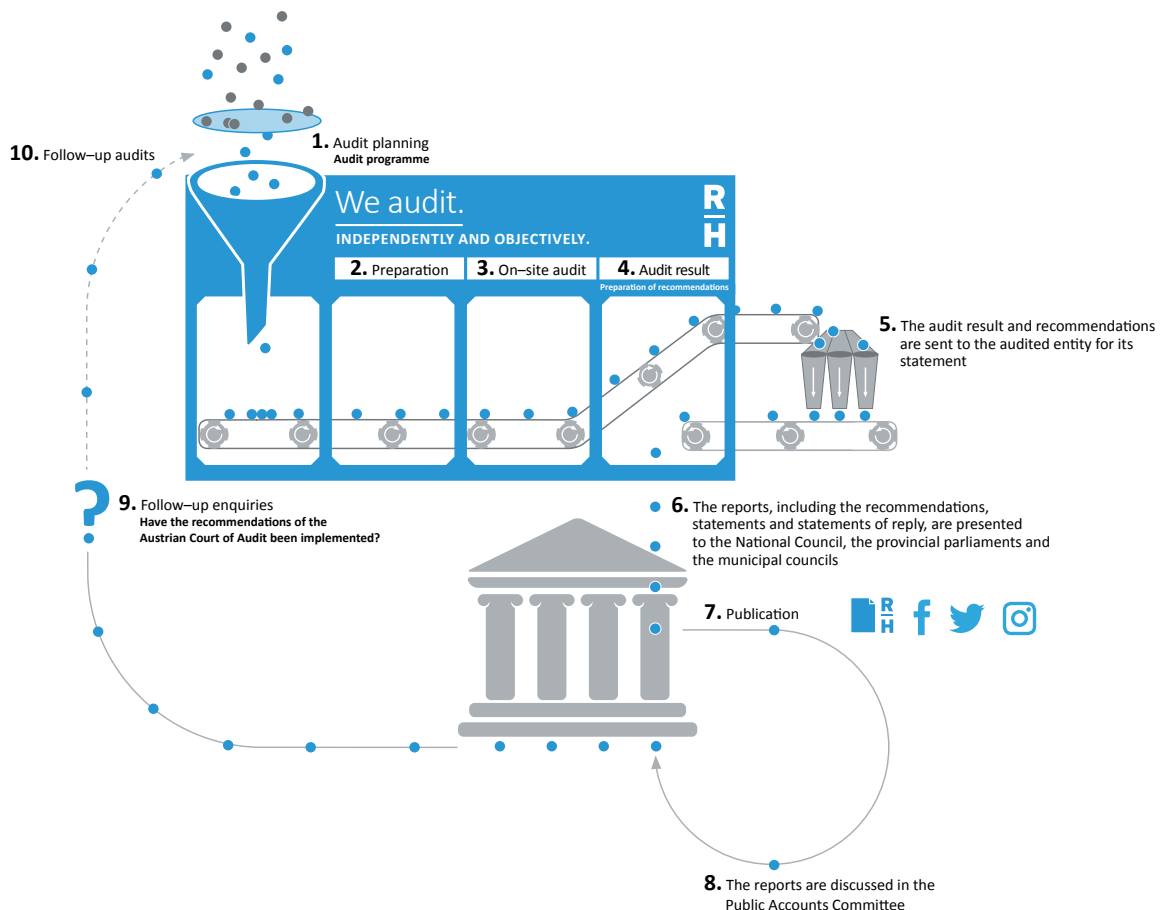 10. Follow–up audits
1. Audit planning
Audit programme
We audit.
INDEPENDENTLY AND OBJECTIVELY.
R
H
2. Preparation
3. On–site audit
4. Audit result
Preparation of recommendations
5. The audit result and recommendations
are sent to the audited entity for its
statement
9. Follow–up enquiries
Have the recommendations of the
Austrian Court of Audit been implemented?
?
6. The reports, including the recommendations,
statements and statements of reply, are presented
to the National Council, the provincial parliaments and
the municipal councils
7. Publication
R
H
8. The reports are discussed in the
Public Accounts Committee